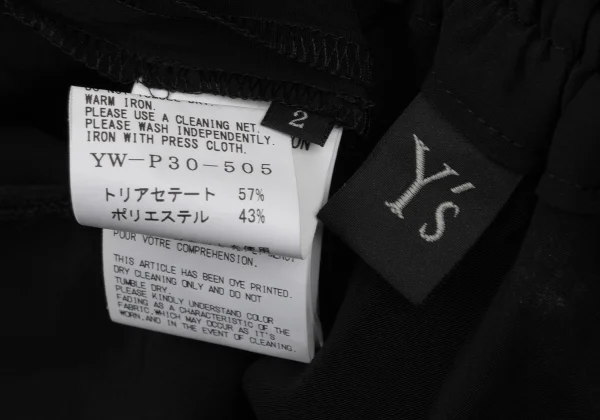 WARM IRON.
PLEASE USE A CLEANING NET.
PLEASE WASH INDEPENDENTLY.
IRON WITH PRESS CLOTH.
YW-P30-505
トリアセテート 57%
ポリエステル 43%
2
Y's
POUR VOTRE COMPREHENSION.
THIS ARTICLE HAS BEEN DYE PRINTED.
DRY CLEANING ONLY AND DO NOT
TUMBLE DRY.
PLEASE KINDLY UNDERSTAND COLOR
FADING AS A CHARACTERISTIC OF THE
FABRIC,WHICH MAY OCCUR AS IT'S
WORN,AND IN THE EVENT OF CLEANING.